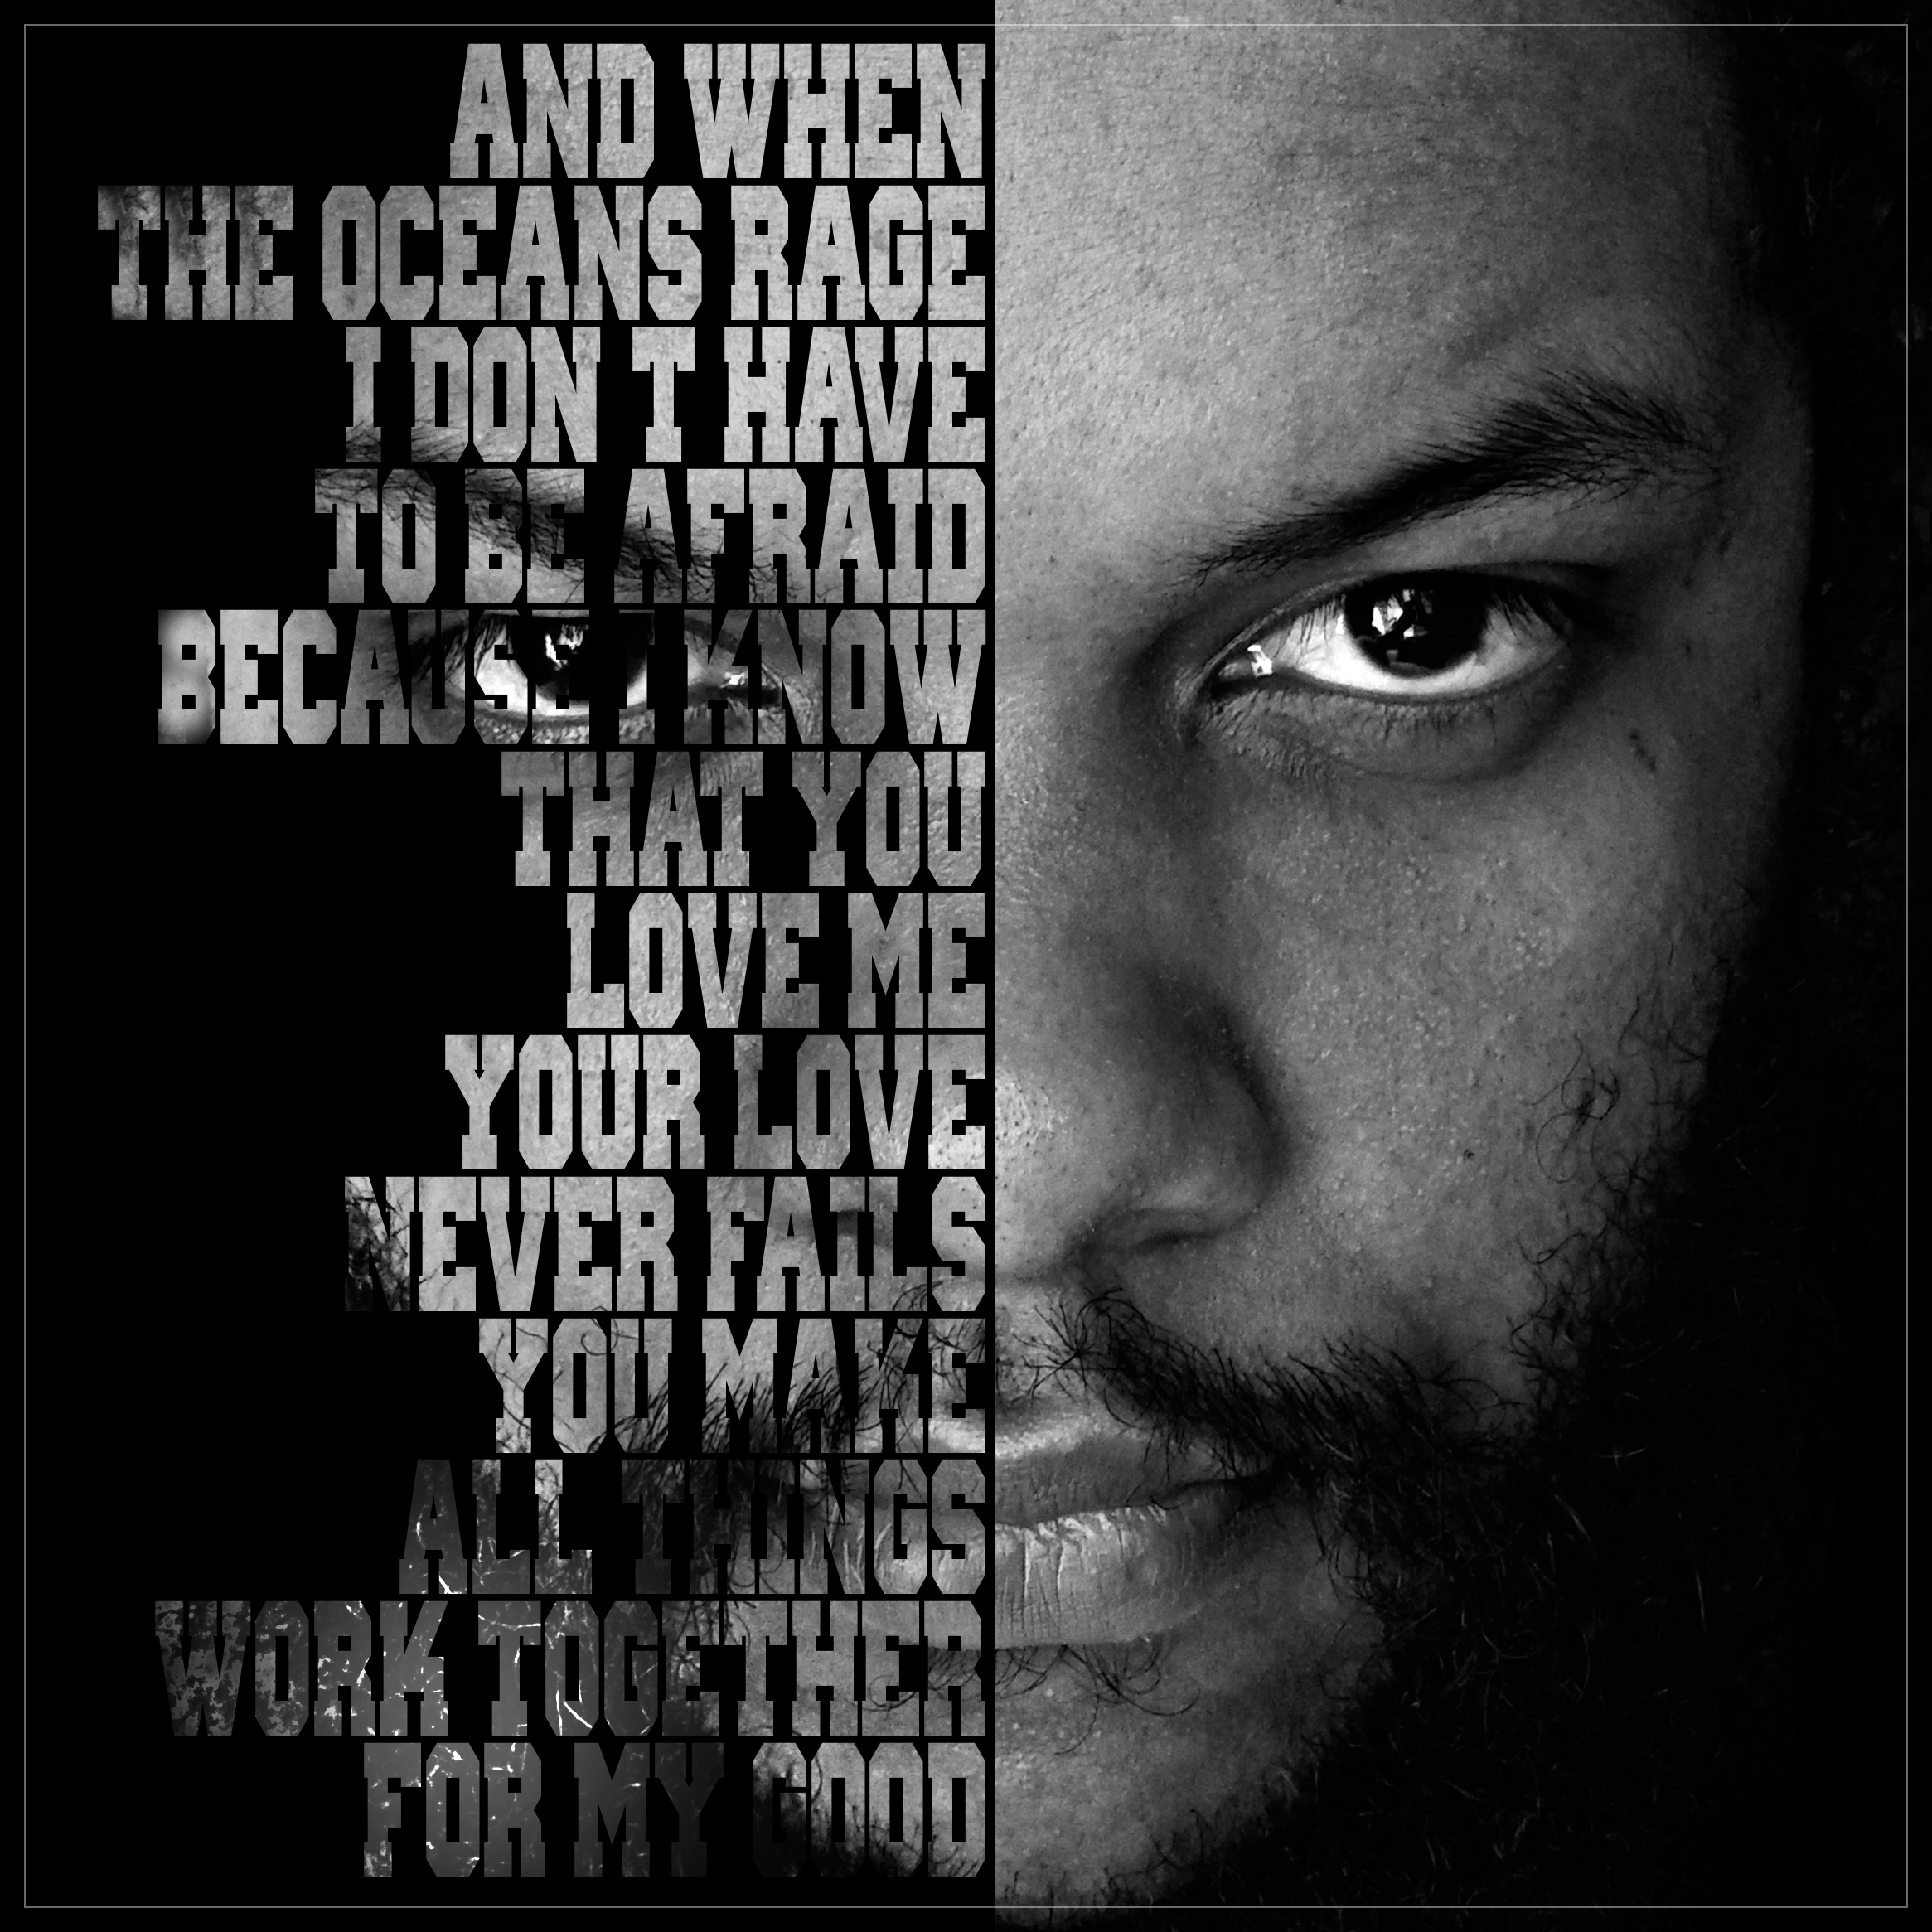 AND WHEN
THE OCEANS RAGE
I DON T HAVE
TO BE AFRAID
BECAUSE I KNOW
THAT YOU
LOVE ME
YOUR LOVE
NEVER FAILS
YOU MAKE
ALL THINGS
WORK TOGETHER
FOR MY GOOD